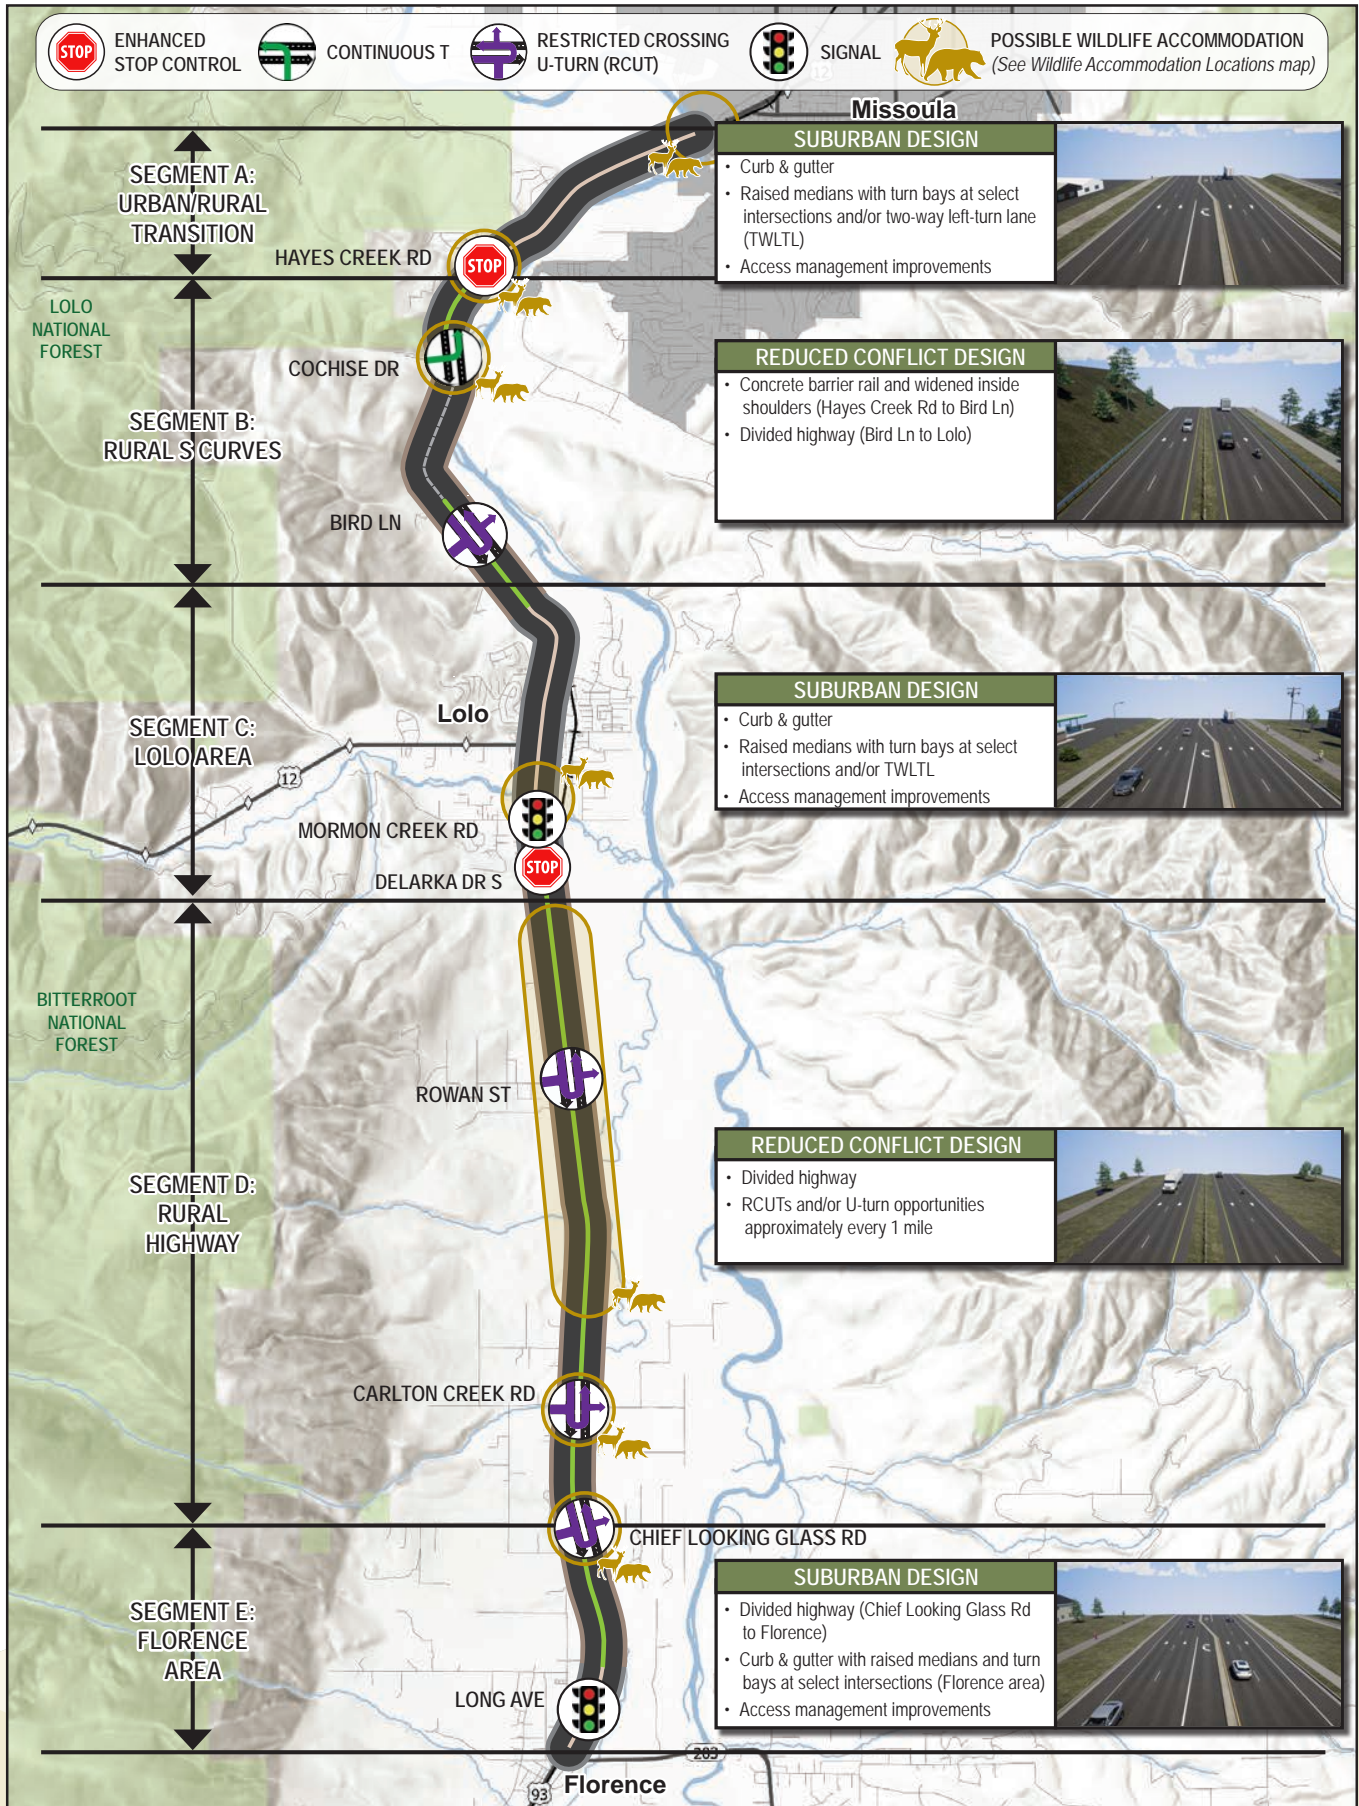 STOP
ENHANCED
STOP CONTROL
CONTINUOUS T
RESTRICTED CROSSING
U-TURN (RCUT)
SIGNAL
POSSIBLE WILDLIFE ACCOMMODATION
(See Wildlife Accommodation Locations map)
12
Missoula
SEGMENT A:
URBAN/RURAL
TRANSITION
SUBURBAN DESIGN
• Curb & gutter
• Raised medians with turn bays at select
intersections and/or two-way left-turn lane
(TWLTL)
• Access management improvements
HAYES CREEK RD
STOP
LOLO
NATIONAL
FOREST
COCHISE DR
SEGMENT B:
RURAL S CURVES
REDUCED CONFLICT DESIGN
• Concrete barrier rail and widened inside
shoulders (Hayes Creek Rd to Bird Ln)
• Divided highway (Bird Ln to Lolo)
BIRD LN
SEGMENT C:
LOLO AREA
Lolo
12
SUBURBAN DESIGN
• Curb & gutter
• Raised medians with turn bays at select
intersections and/or TWLTL
• Access management improvements
MORMON CREEK RD
STOP
DELARKA DR S
BITTERROOT
NATIONAL
FOREST
ROWAN ST
SEGMENT D:
RURAL
HIGHWAY
REDUCED CONFLICT DESIGN
• Divided highway
• RCUTs and/or U-turn opportunities
approximately every 1 mile
CARLTON CREEK RD
CHIEF LOOKING GLASS RD
SEGMENT E:
FLORENCE
AREA
SUBURBAN DESIGN
• Divided highway (Chief Looking Glass Rd
to Florence)
• Curb & gutter with raised medians and turn
bays at select intersections (Florence area)
• Access management improvements
LONG AVE
203
93
Florence